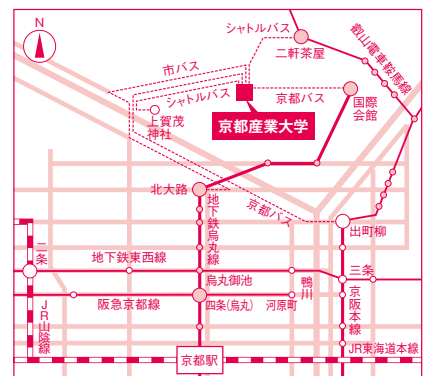 N
シャトルバス
二軒茶屋
叡山電車鞍馬線
市バス
シャトルバス
京都バス
国際
会館
上賀茂
神社
京都産業大学
北大路
地下鉄烏丸線
京都バス
出町柳
二条
地下鉄東西線
烏丸御池
鴨川
三条
JR山陰線
阪急京都線
四条(烏丸)
河原町
京阪本線
京都駅
JR東海道本線